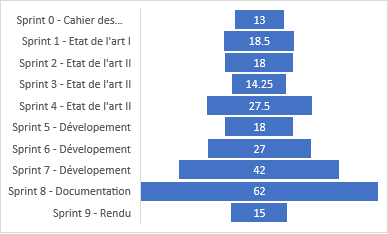 Sprint 0 - Cahier des... 13
Sprint 1 - Etat de l'art I 18.5
Sprint 2 - Etat de l'art II 18
Sprint 3 - Etat de l'art II 14.25
Sprint 4 - Etat de l'art II 27.5
Sprint 5 - Dévelopement 18
Sprint 6 - Dévelopement 27
Sprint 7 - Dévelopement 42
Sprint 8 - Documentation 62
Sprint 9 - Rendu 15